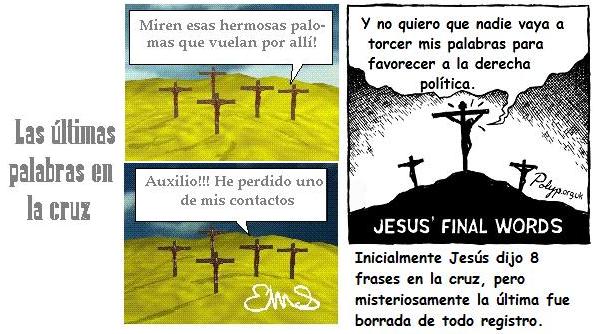 Las últimas
palabras en
la cruz
Miren esas hermosas palo-
mas que vuelan por allí!
Auxilio!!! He perdido uno
de mis contactos
EMS
Y no quiero que nadie vaya a
torcer mis palabras para
favorecer a la derecha
política.
Polyp.org.uk
JESUS' FINAL WORDS
Inicialmente Jesús dijo 8
frases en la cruz, pero
misteriosamente la última fue
borrada de todo registro.